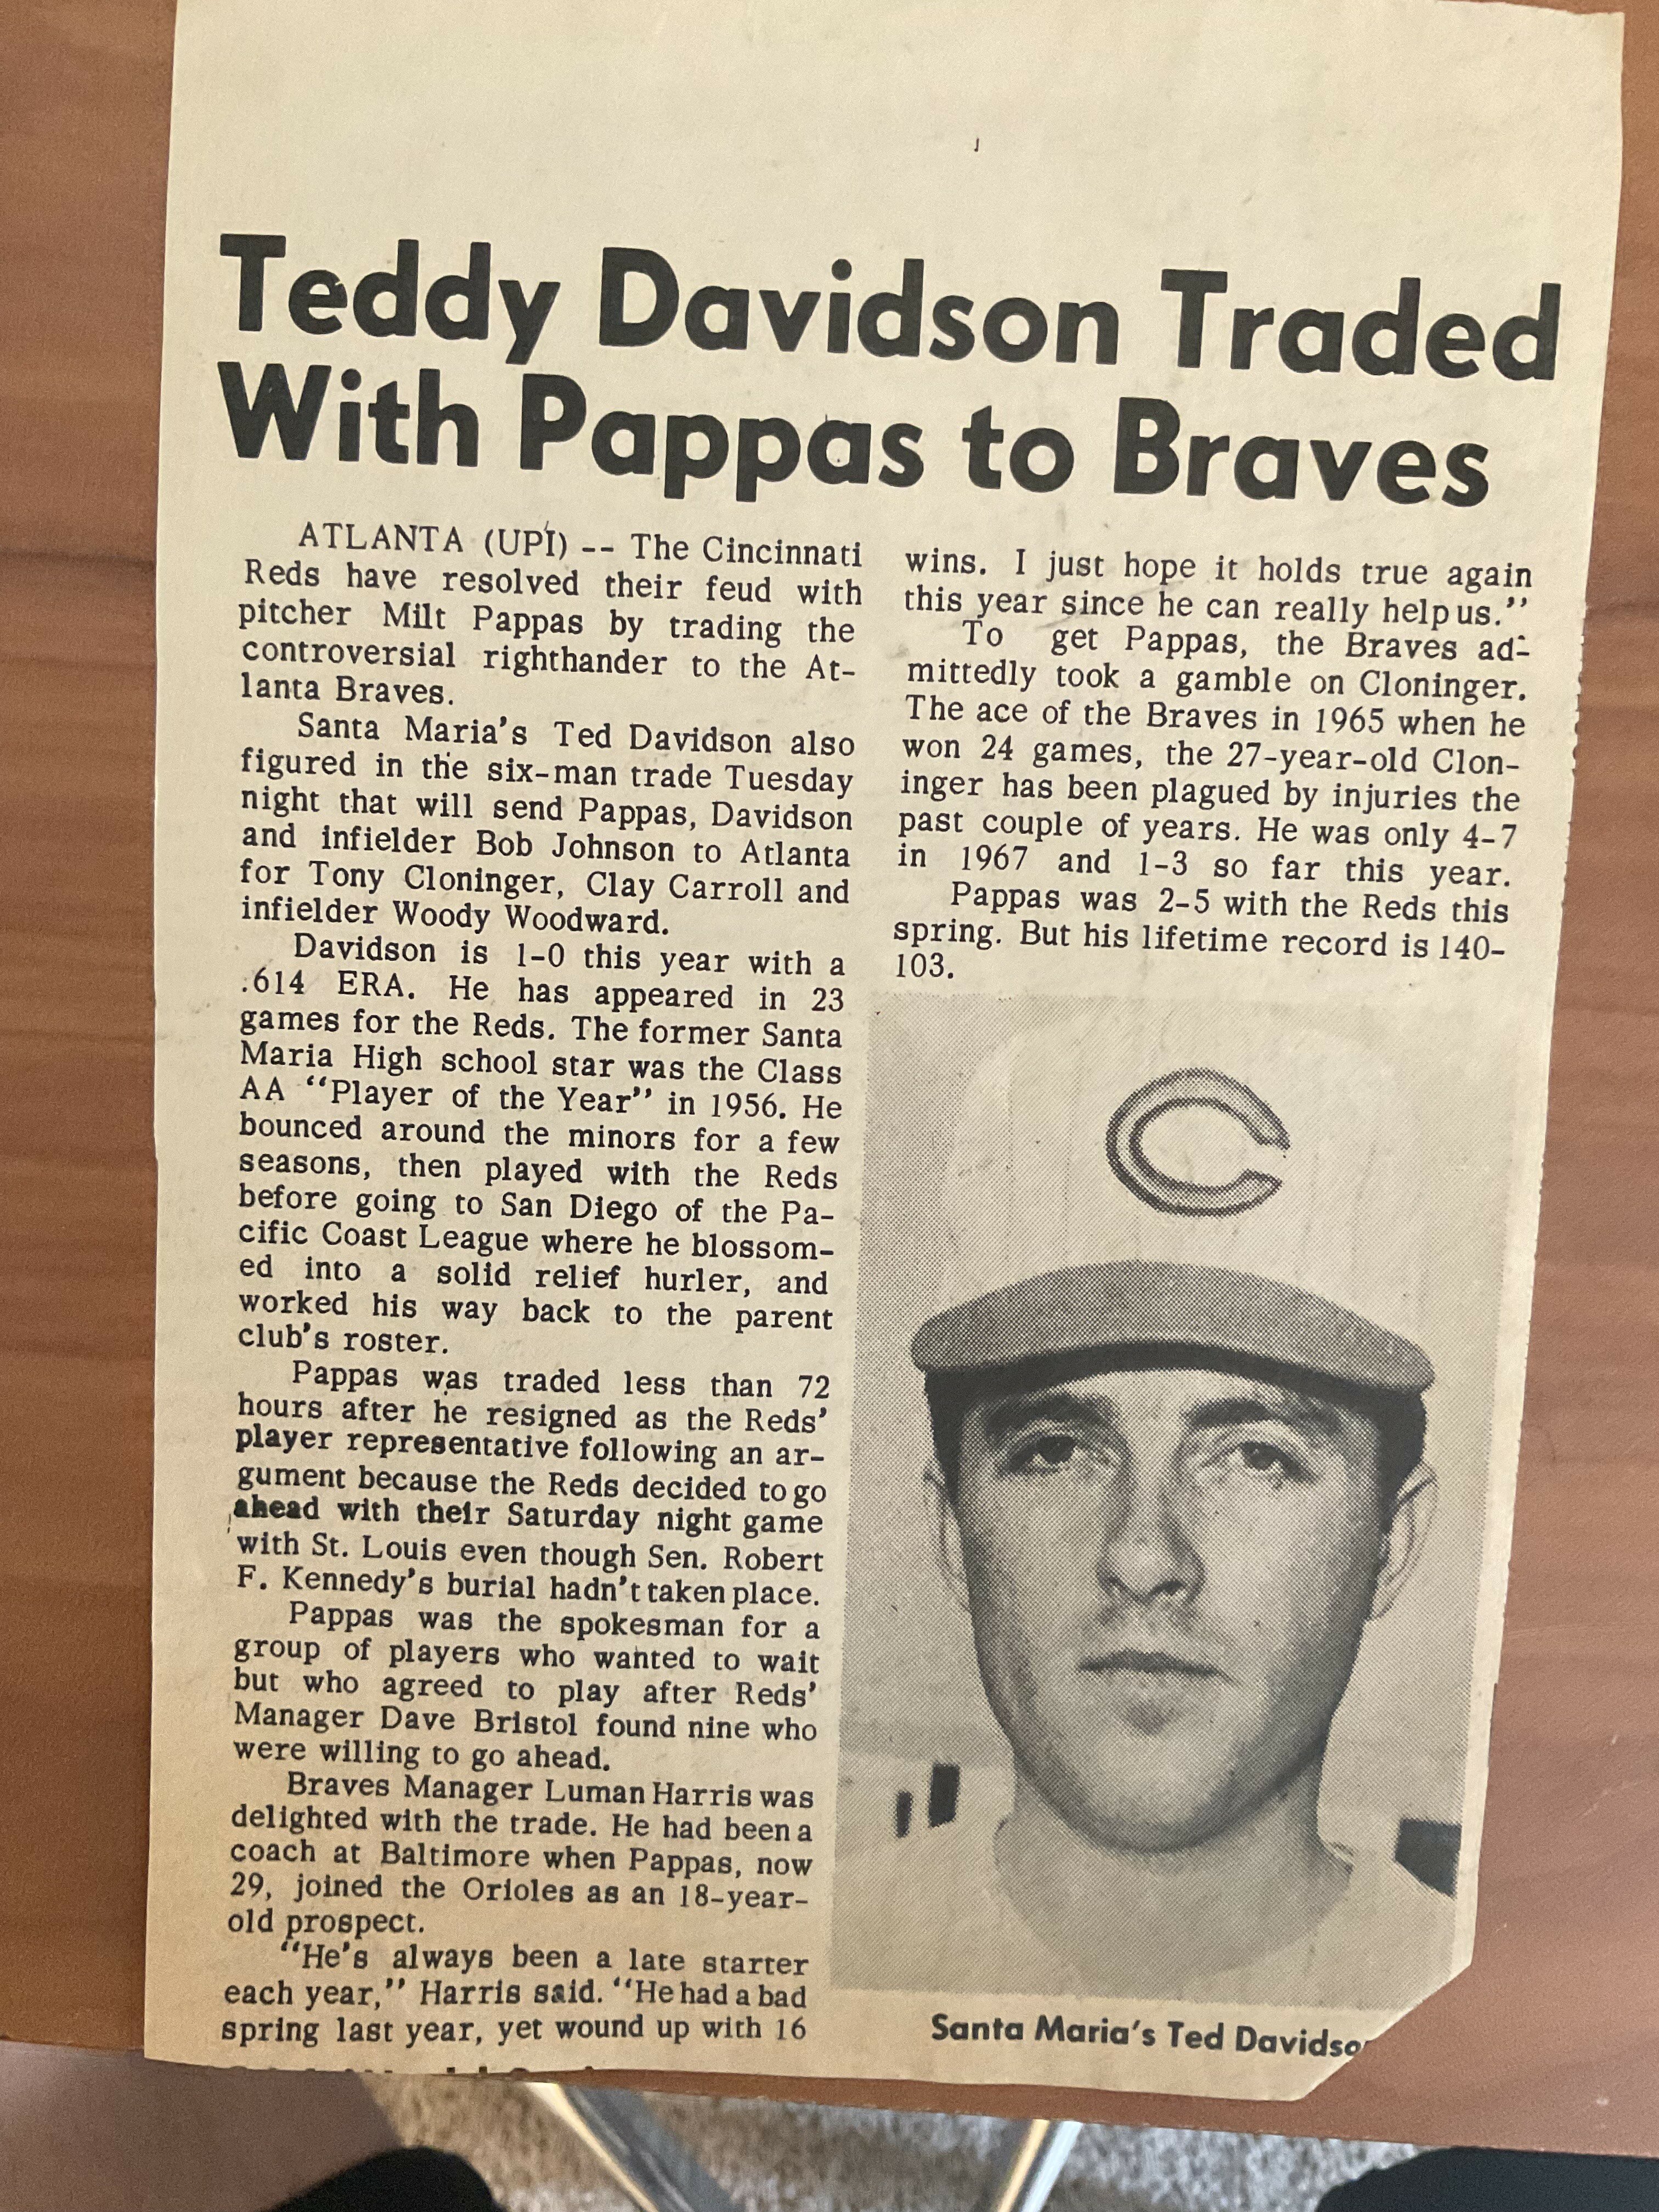 Teddy Davidson Traded
With Pappas to Braves
ATLANTA (UPI) -- The Cincinnati
Reds have resolved their feud with
pitcher Milt Pappas by trading the
controversial righthander to the At-
lanta Braves.
Santa Maria's Ted Davidson also
figured in the six-man trade Tuesday
night that will send Pappas, Davidson
and infielder Bob Johnson to Atlanta
for Tony Cloninger, Clay Carroll and
infielder Woody Woodward.
Davidson is 1-0 this year with a
.614 ERA. He has appeared in 23
games for the Reds. The former Santa
Maria High school star was the Class
AA "Player of the Year" in 1956. He
bounced around the minors for a few
seasons, then played with the Reds
before going to San Diego of the Pa-
cific Coast League where he blossom-
ed into a solid relief hurler, and
worked his way back to the parent
club's roster.
Pappas was traded less than 72
hours after he resigned as the Reds'
player representative following an ar-
gument because the Reds decided to go
ahead with their Saturday night game
with St. Louis even though Sen. Robert
F. Kennedy's burial hadn't taken place.
Pappas was the spokesman for a
group of players who wanted to wait
but who agreed to play after Reds'
Manager Dave Bristol found nine who
were willing to go ahead.
Braves Manager Luman Harris was
delighted with the trade. He had been a
coach at Baltimore when Pappas, now
29, joined the Orioles as an 18-year-
old prospect.
"He's always been a late starter
each year," Harris said. "He had a bad
spring last year, yet wound up with 16
wins. I just hope it holds true again
this year since he can really help us."
To get Pappas, the Braves ad-
mittedly took a gamble on Cloninger.
The ace of the Braves in 1965 when he
won 24 games, the 27-year-old Clon-
inger has been plagued by injuries the
past couple of years. He was only 4-7
in 1967 and 1-3 so far this year.
Pappas was 2-5 with the Reds this
spring. But his lifetime record is 140-
103.
C
Santa Maria's Ted Davidso